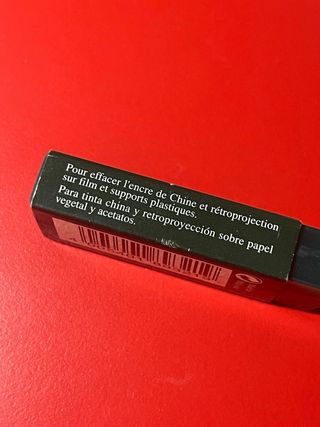 Pour effacer l'encre de Chine et rétroprojection
sur film et supports plastiques.
Para tinta china y retroproyección sobre papel
vegetal y acetatos.